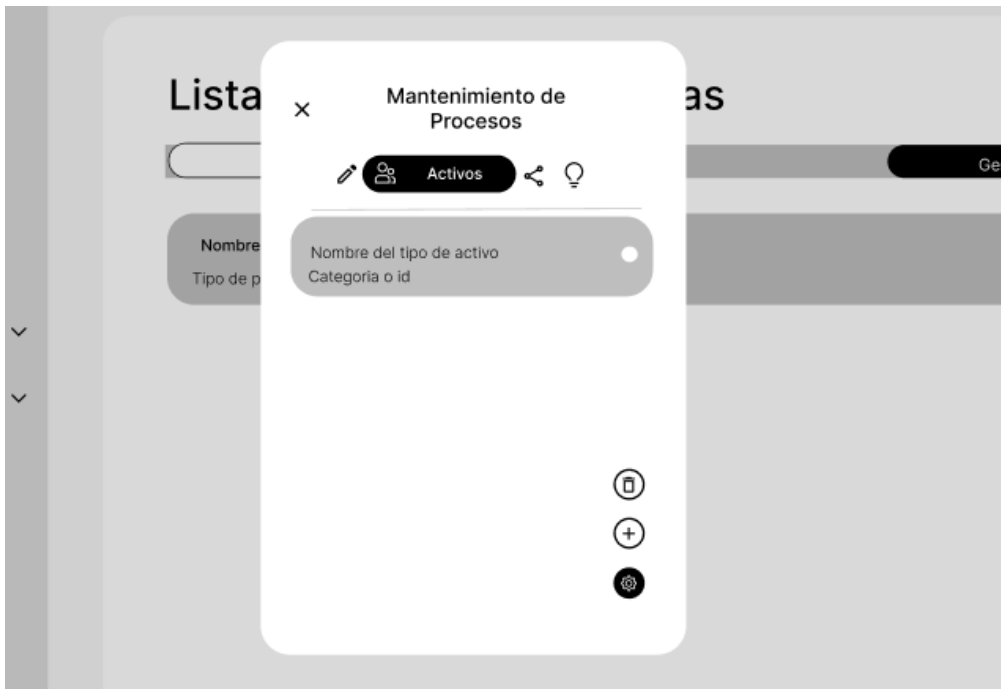 Lista
as
Mantenimiento de
Procesos
Activos
Ge
Nombre
Tipo de p
Nombre del tipo de activo
Categoria o id